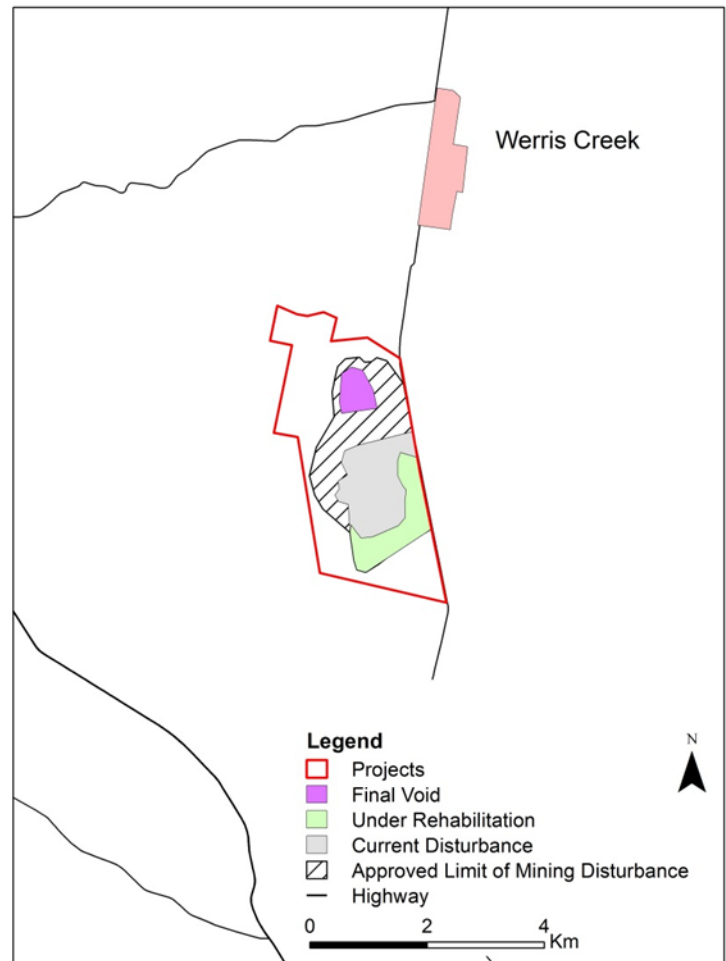 Werris Creek
N
Legend
Projects
Final Void
Under Rehabilitation
Current Disturbance
Approved Limit of Mining Disturbance
Highway
0 2 4
Km